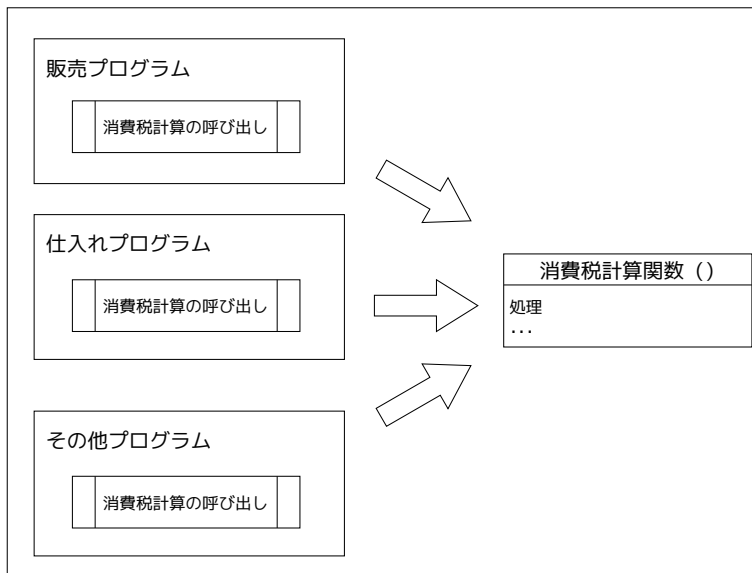 販売プログラム
消費税計算の呼び出し
仕入れプログラム
消費税計算の呼び出し
その他プログラム
消費税計算の呼び出し
消費税計算関数（）
処理
...